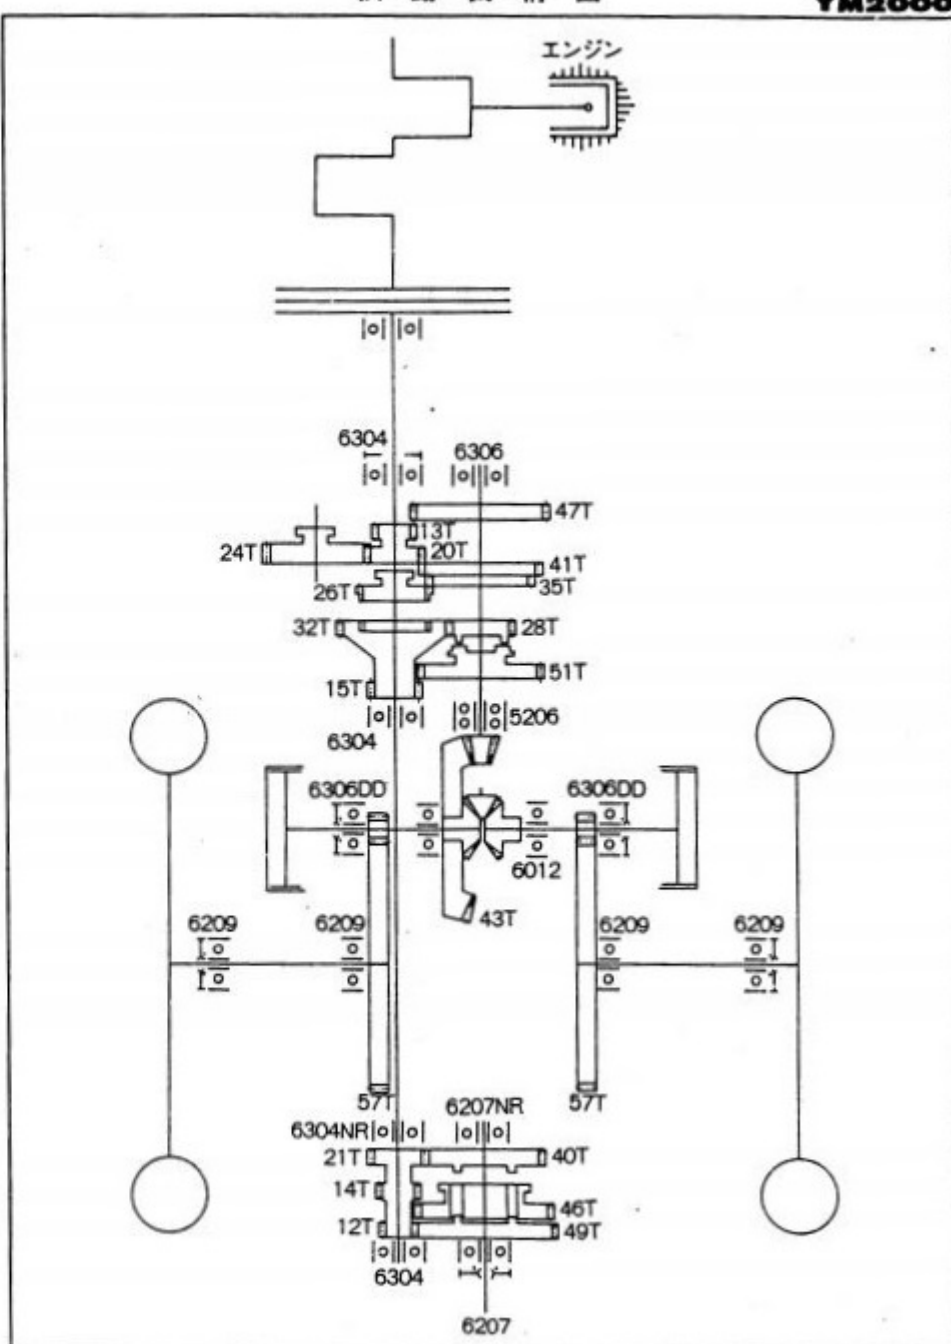 YM2000
エンジン
6304
6306
47T
13T
24T
20T
41T
26T
35T
32T
28T
51T
15T
5206
6304
6306DD
6306DD
6012
43T
6209
6209
6209
6209
57T
57T
6207NR
6304NR
21T
40T
14T
46T
12T
49T
6304
6207